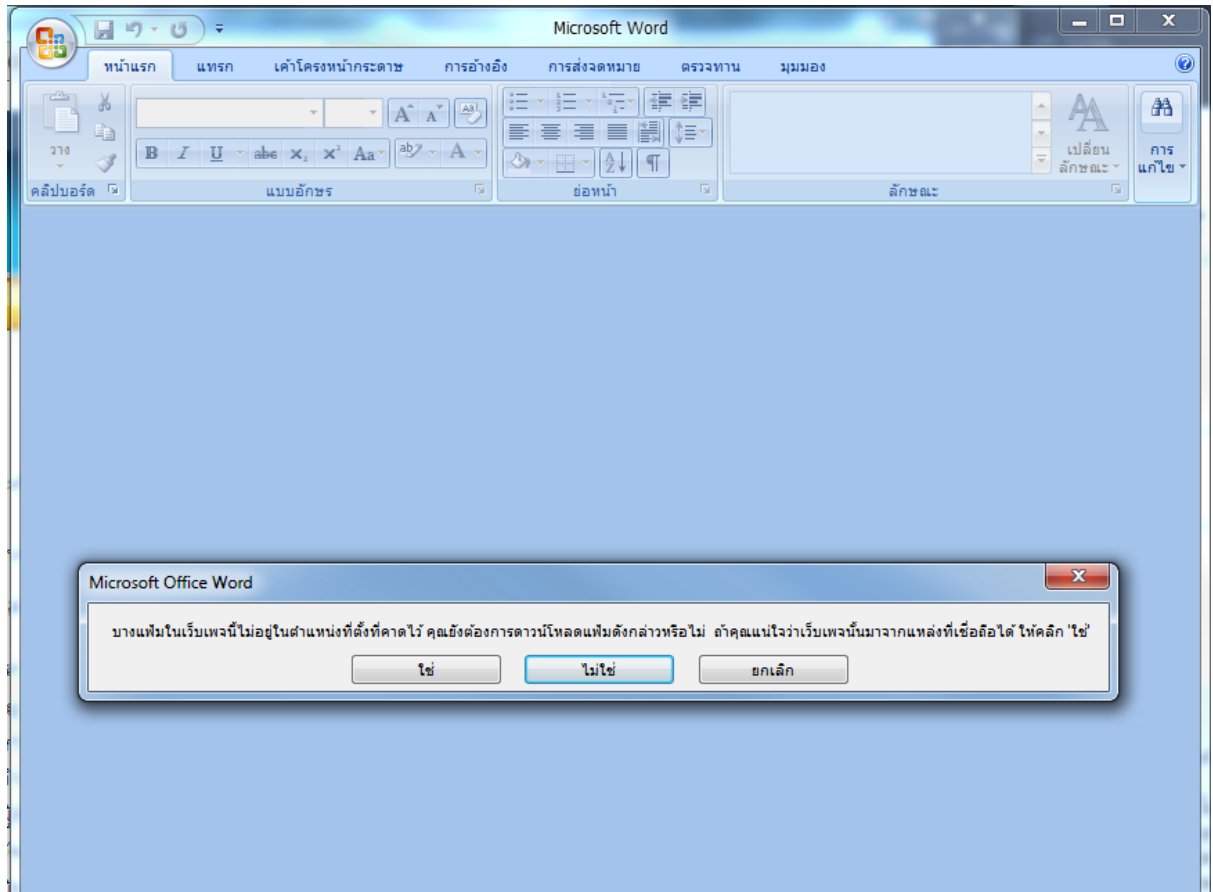 Microsoft Word
หน้าแรก แทรก เค้าโครงหน้ากระดาษ การอ้างอิง การส่งจดหมาย ตรวจทาน มุมมอง
วาง
B I U abc X₂ X² Aa ab A
เปลี่ยน
ลักษณะ
การ
แก้ไข
คลิปบอร์ด แบบอักษร ย่อหน้า ลักษณะ
Microsoft Office Word
บางแฟ้มในเว็บเพจนี้ไม่อยู่ในตำแหน่งที่ตั้งที่คาดไว้ คุณยังต้องการดาวน์โหลดแฟ้มดังกล่าวหรือไม่ ถ้าคุณแน่ใจว่าเว็บเพจนั้นมาจากแหล่งที่เชื่อถือได้ ให้คลิก 'ใช่'
ใช่ ไม่ใช่ ยกเลิก